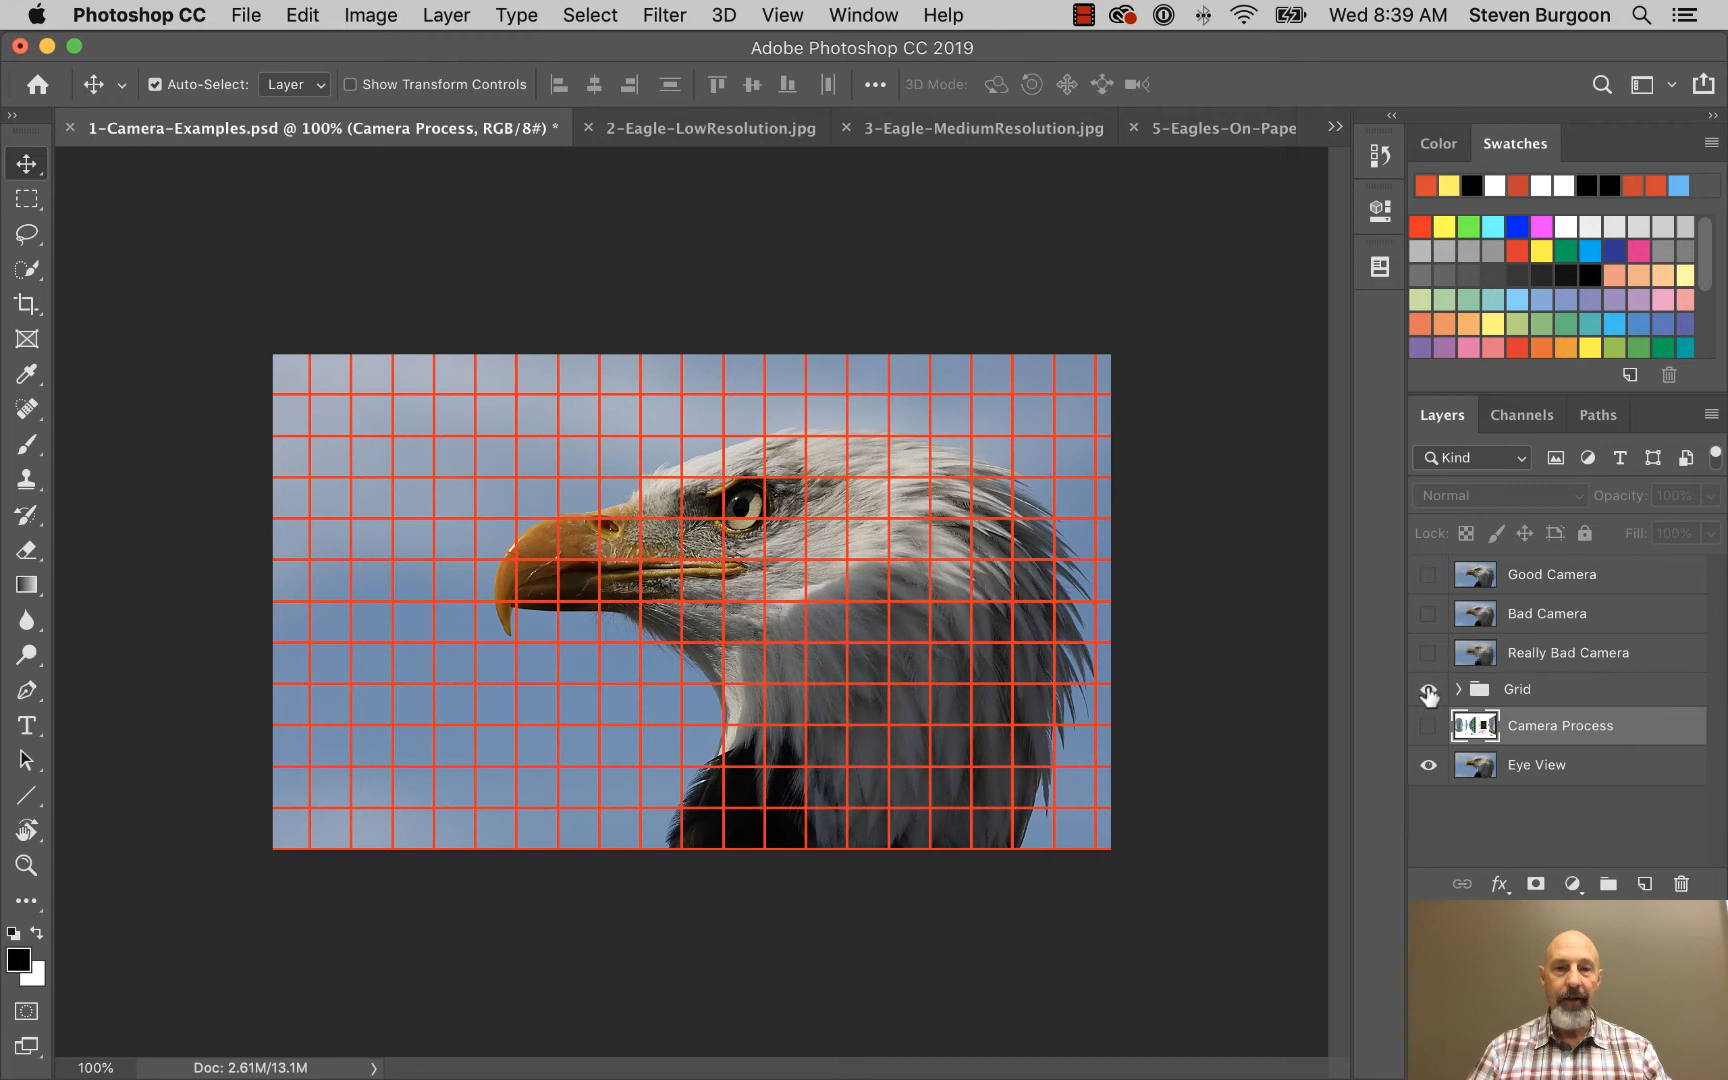 Photoshop CC File Edit Image Layer Type Select Filter 3D View Window Help Wed 8:39 AM Steven Burgoon
Adobe Photoshop CC 2019
Auto-Select: Layer Show Transform Controls 3D Mode:
1-Camera-Examples.psd @ 100% (Camera Process, RGB/8#) * 2-Eagle-LowResolution.jpg 3-Eagle-MediumResolution.jpg 5-Eagles-On-Pape
Color Swatches
Layers Channels Paths
Kind
Normal Opacity: 100%
Lock: Fill: 100%
Good Camera
Bad Camera
Really Bad Camera
Grid
Camera Process
Eye View
fx
100% Doc: 2.61M/13.1M